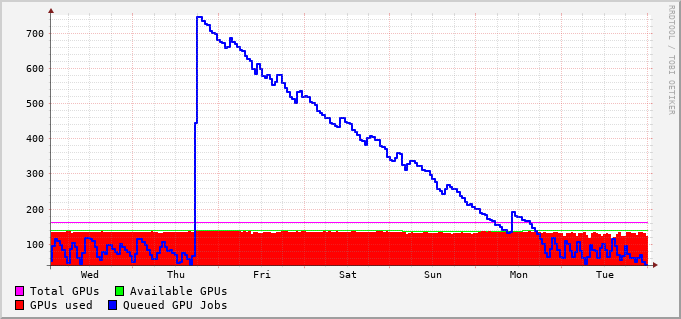 RRDTOOL / TOBI OETIKER
700
600
500
400
300
200
100
Wed Thu Fri Sat Sun Mon Tue
Total GPUs Available GPUs
GPUs used Queued GPU Jobs